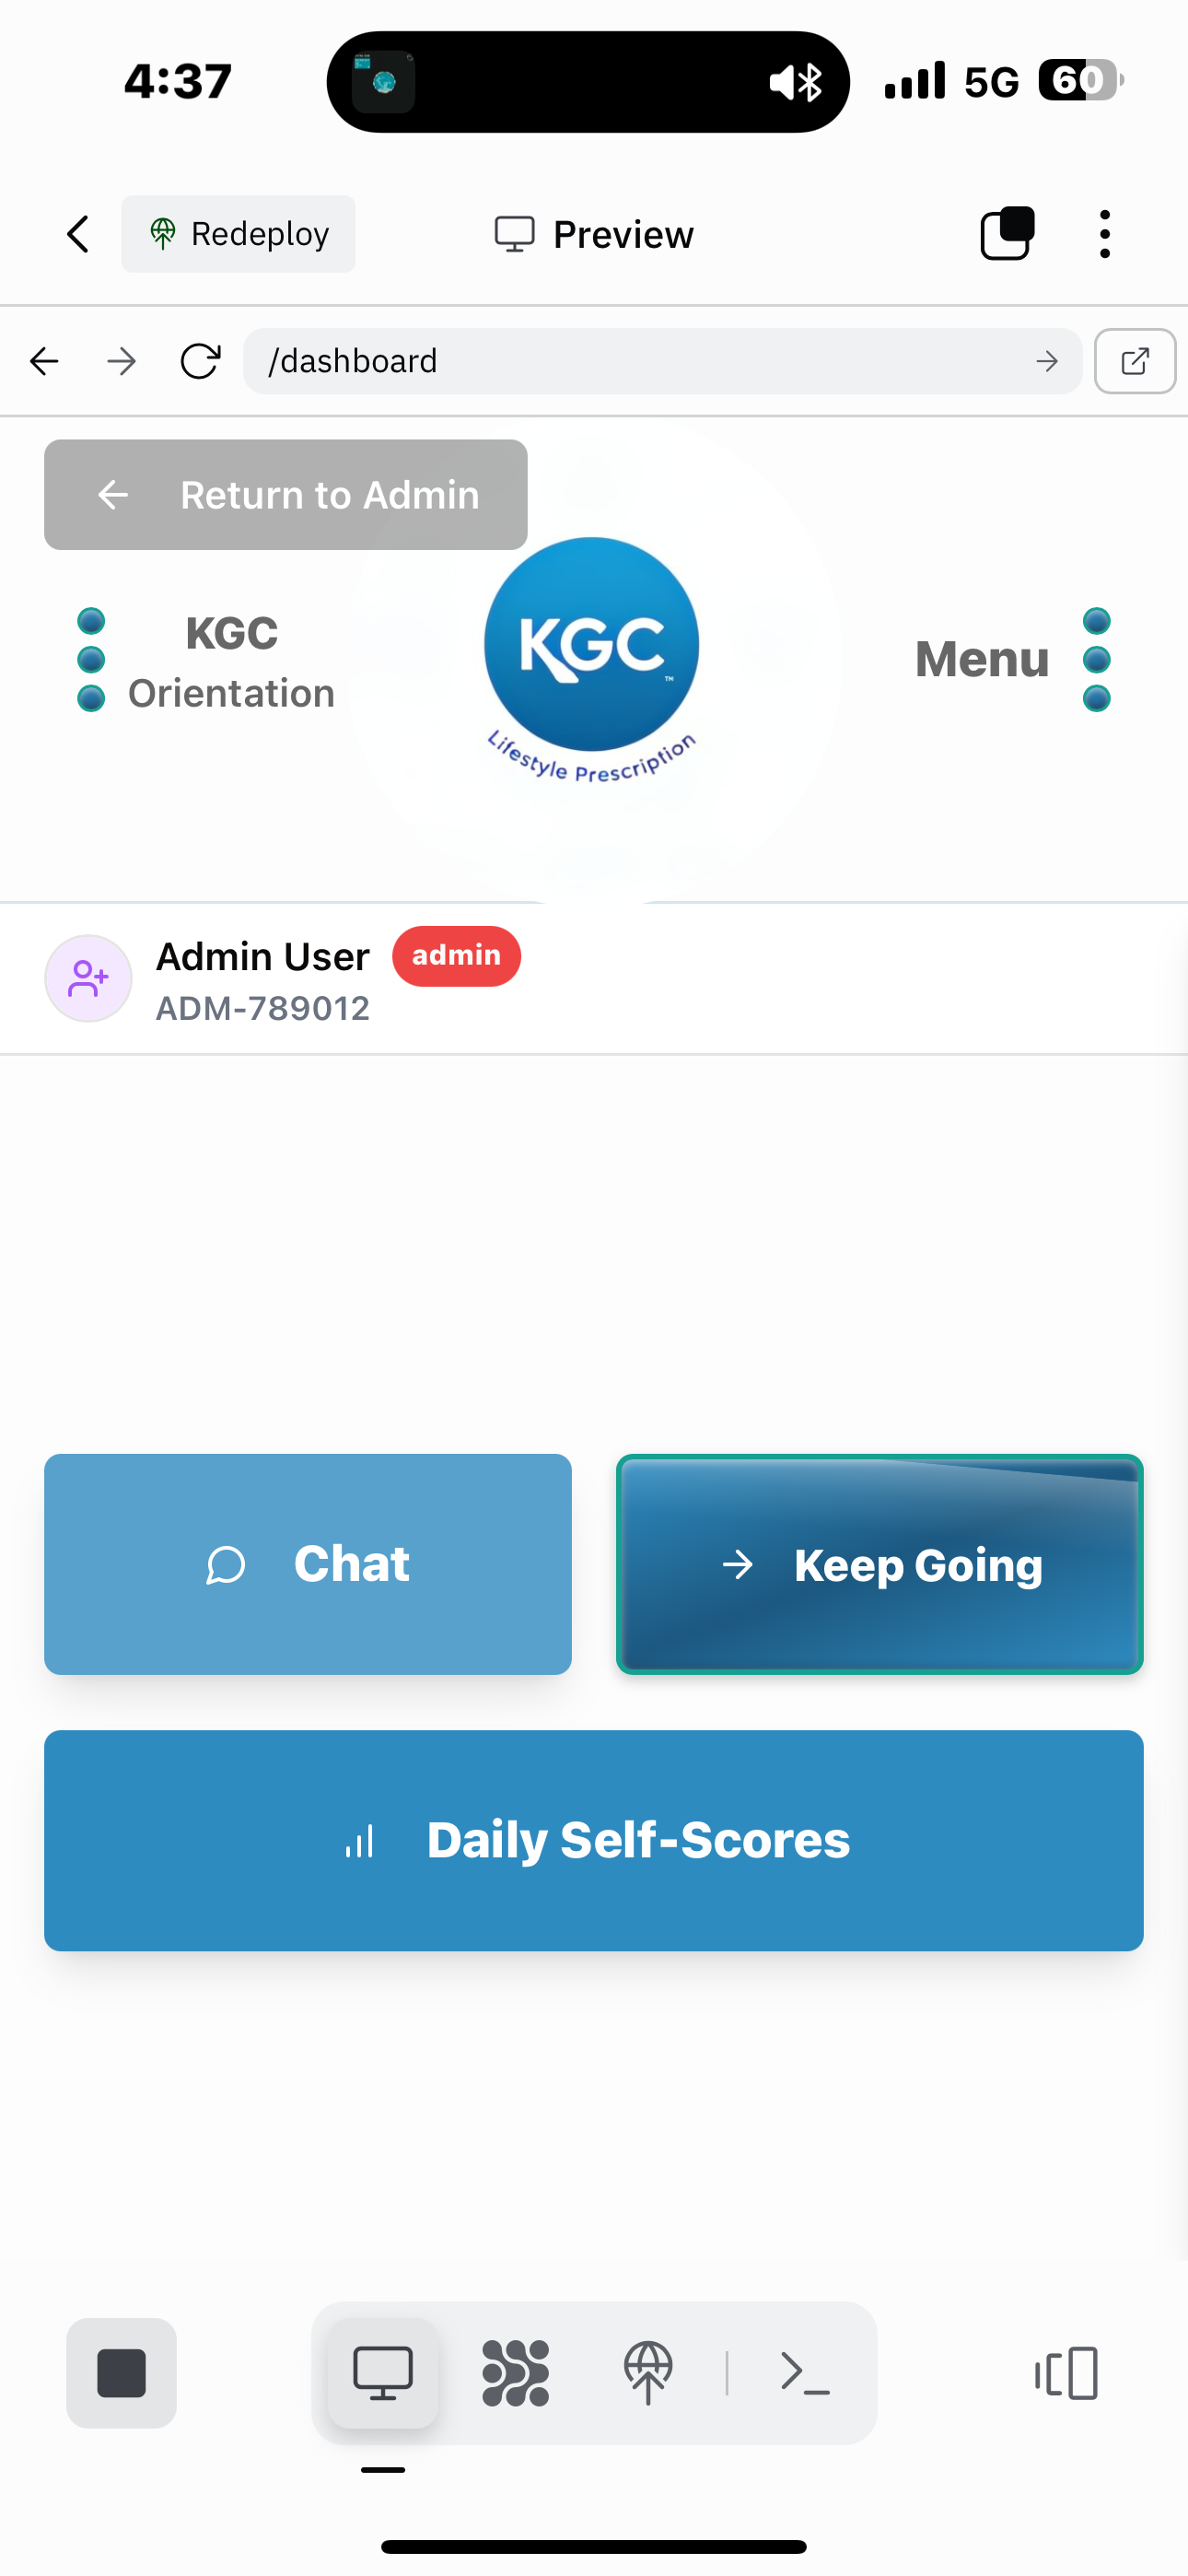 4:37
5G
60
Redeploy
Preview
/dashboard
Return to Admin
KGC
Orientation
KGC
™
Lifestyle Prescription
Menu
Admin User
admin
ADM-789012
Chat
Keep Going
Daily Self-Scores